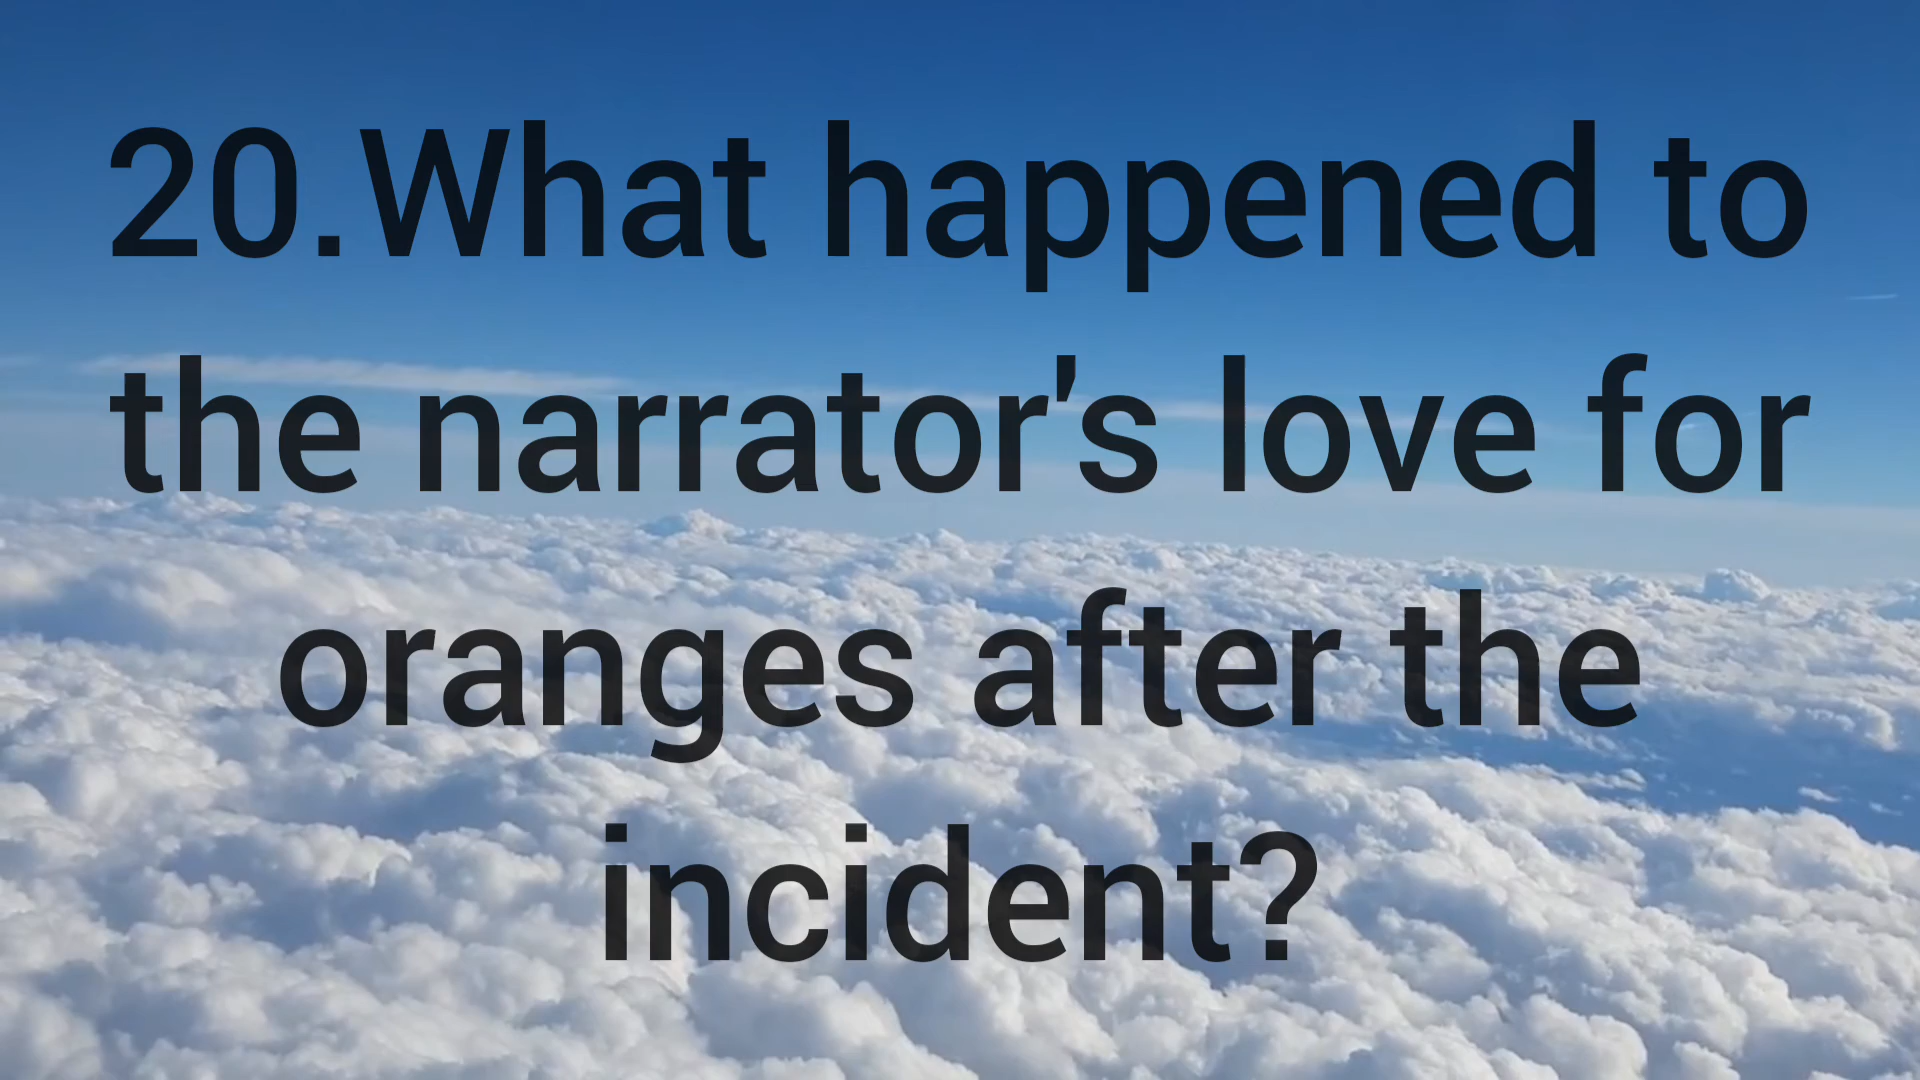 20.What happened to
the narrator's love for
oranges after the
incident?